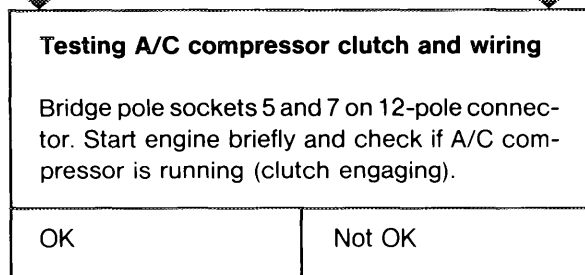 Testing A/C compressor clutch and wiring
Bridge pole sockets 5 and 7 on 12-pole connec-
tor. Start engine briefly and check if A/C com-
pressor is running (clutch engaging).
OK
Not OK